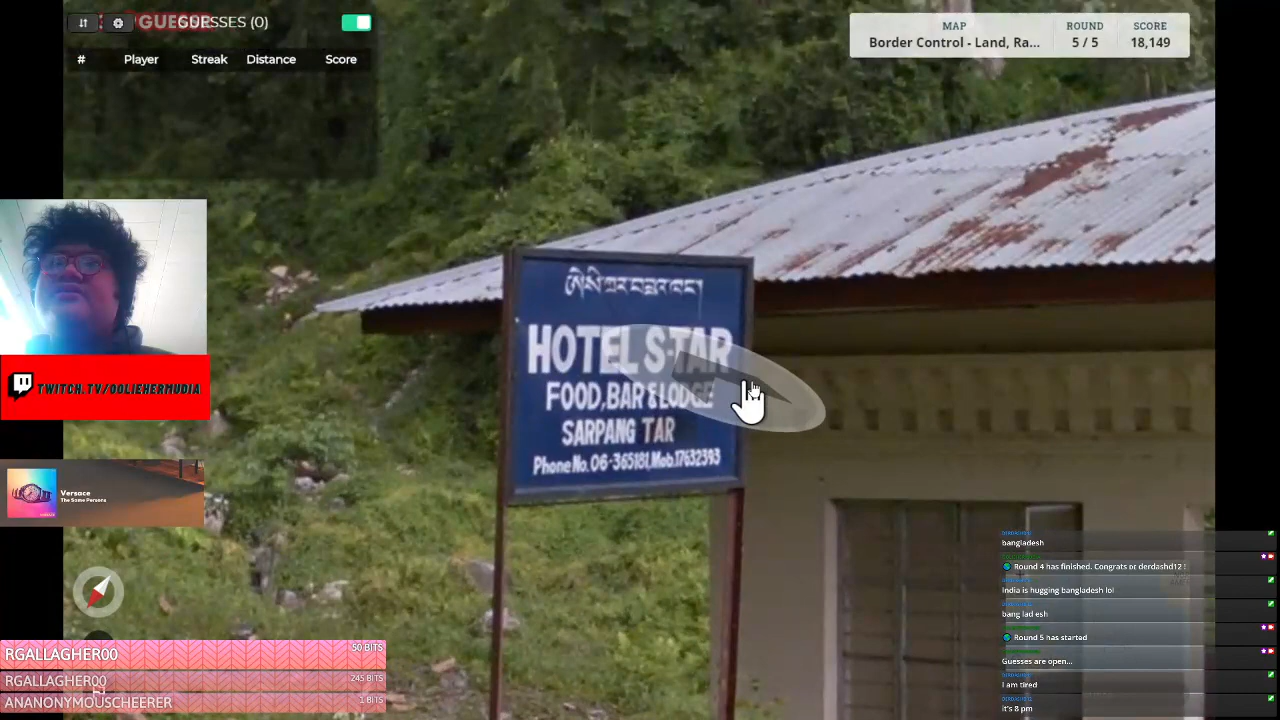 GUESSES (0)
# Player Streak Distance Score
MAP
Border Control - Land, Ra...
ROUND
5 / 5
SCORE
18,149
HOTEL S-TAR
FOOD, BAR & LODGE
SARPANG TAR
Phone No. 06-365181, Mob. 17632393
TWITCH.TV/OOLIEHERMUDIA
Versace
The Same Persons
RGALLAGHER00 50 BITS
RGALLAGHER00 245 BITS
ANANONYMOUSCHEERER 1 BITS
bangladesh
Round 4 has finished. Congrats to derdashd12 !
India is hugging bangladesh lol
bang lad esh
Round 5 has started
Guesses are open...
I am tired
it's 8 pm